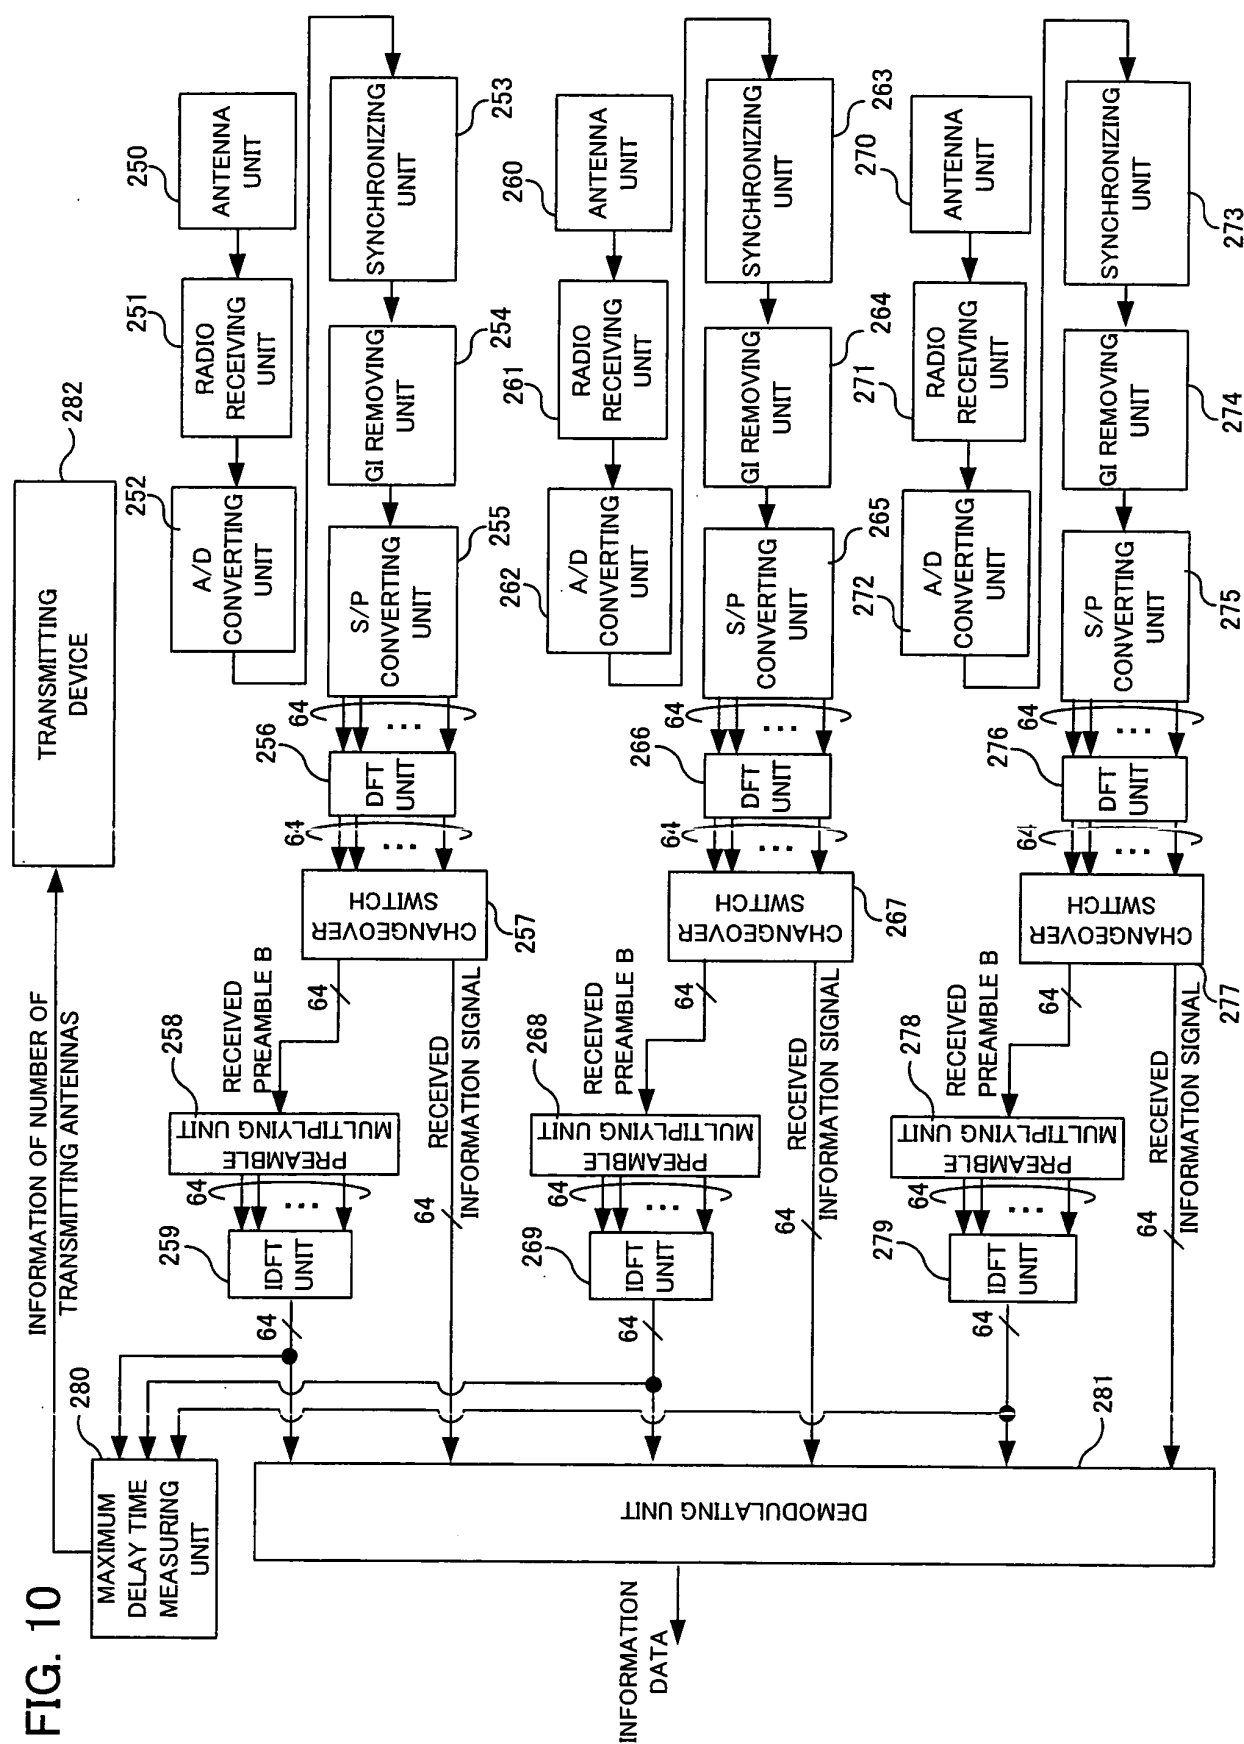 FIG. 10
INFORMATION OF NUMBER OF
TRANSMITTING ANTENNAS
TRANSMITTING
DEVICE
282
280
MAXIMUM
DELAY TIME
MEASURING
UNIT
250
ANTENNA
UNIT
251
RADIO
RECEIVING
UNIT
252
A/D
CONVERTING
UNIT
253
SYNCHRONIZING
UNIT
254
GI REMOVING
UNIT
255
S/P
CONVERTING
UNIT
64
256
DFT
UNIT
64
257
CHANGEOVER
SWITCH
RECEIVED
PREAMBLE B
64
258
PREAMBLE
MULTIPLYING UNIT
64
259
IDFT
UNIT
64
RECEIVED
INFORMATION SIGNAL
64
260
ANTENNA
UNIT
261
RADIO
RECEIVING
UNIT
262
A/D
CONVERTING
UNIT
263
SYNCHRONIZING
UNIT
264
GI REMOVING
UNIT
265
S/P
CONVERTING
UNIT
64
266
DFT
UNIT
64
267
CHANGEOVER
SWITCH
RECEIVED
PREAMBLE B
64
268
PREAMBLE
MULTIPLYING UNIT
64
269
IDFT
UNIT
64
RECEIVED
INFORMATION SIGNAL
64
270
ANTENNA
UNIT
271
RADIO
RECEIVING
UNIT
272
A/D
CONVERTING
UNIT
273
SYNCHRONIZING
UNIT
274
GI REMOVING
UNIT
275
S/P
CONVERTING
UNIT
64
276
DFT
UNIT
64
277
CHANGEOVER
SWITCH
RECEIVED
PREAMBLE B
64
278
PREAMBLE
MULTIPLYING UNIT
64
279
IDFT
UNIT
64
RECEIVED
INFORMATION SIGNAL
64
281
DEMODULATING UNIT
INFORMATION
DATA